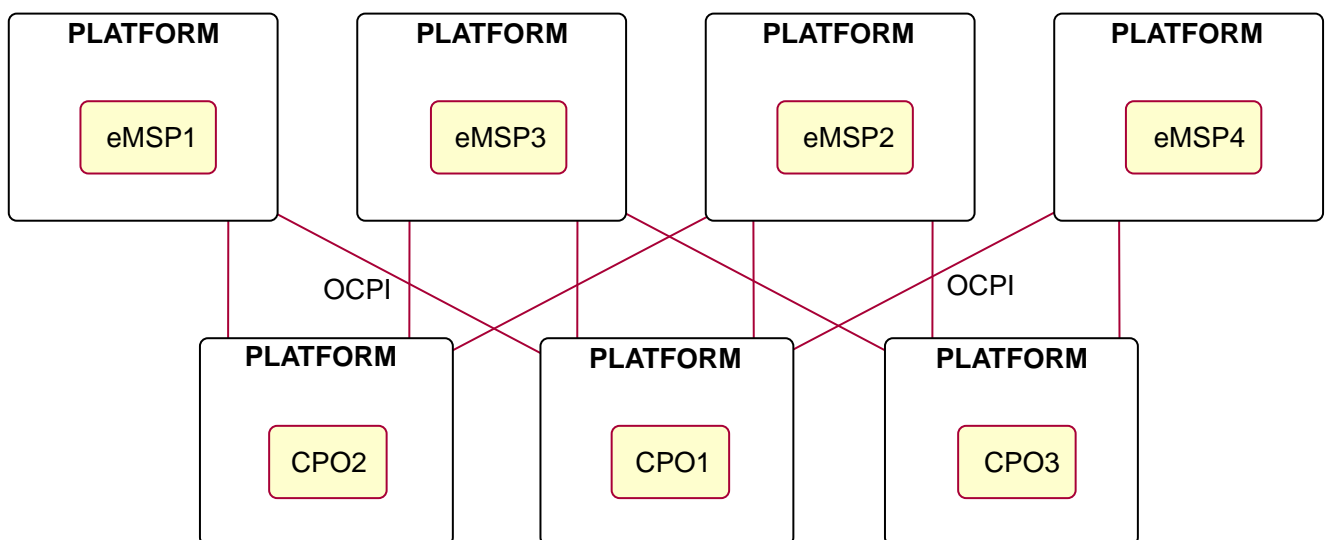 PLATFORM
PLATFORM
PLATFORM
PLATFORM
eMSP1
eMSP3
eMSP2
eMSP4
OCPI
OCPI
PLATFORM
PLATFORM
PLATFORM
CPO2
CPO1
CPO3